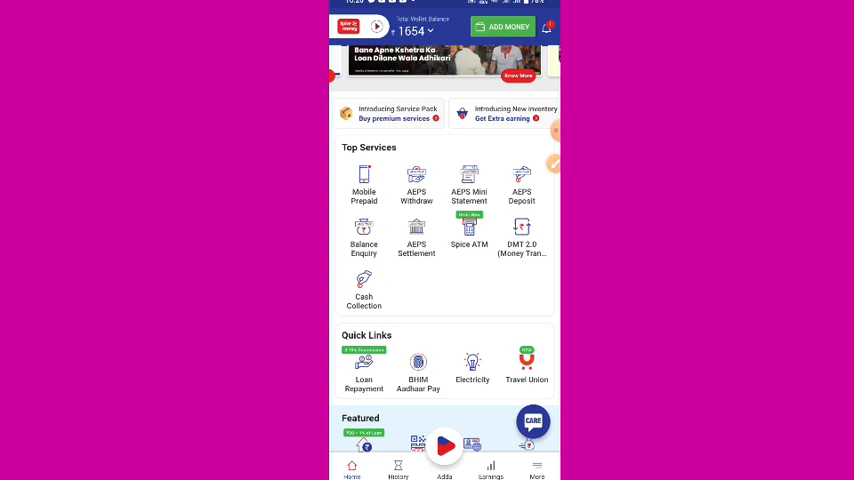 spice money
Total Wallet Balance
₹ 1654
ADD MONEY
Bane Apne Kshetra Ka
Loan Dilane Wala Adhikari
Know More
Introducing Service Pack
Buy premium services
Introducing New inventory
Get Extra earning
Top Services
Mobile
Prepaid
AEPS
Withdraw
AEPS Mini
Statement
AEPS
Deposit
Balance
Enquiry
AEPS
Settlement
Spice ATM
DMT 2.0
(Money Tran...
Cash
Collection
Quick Links
Loan
Repayment
BHIM
Aadhaar Pay
Electricity
NEW
Travel Union
Featured
CARE
Home
History
Adda
Earnings
More